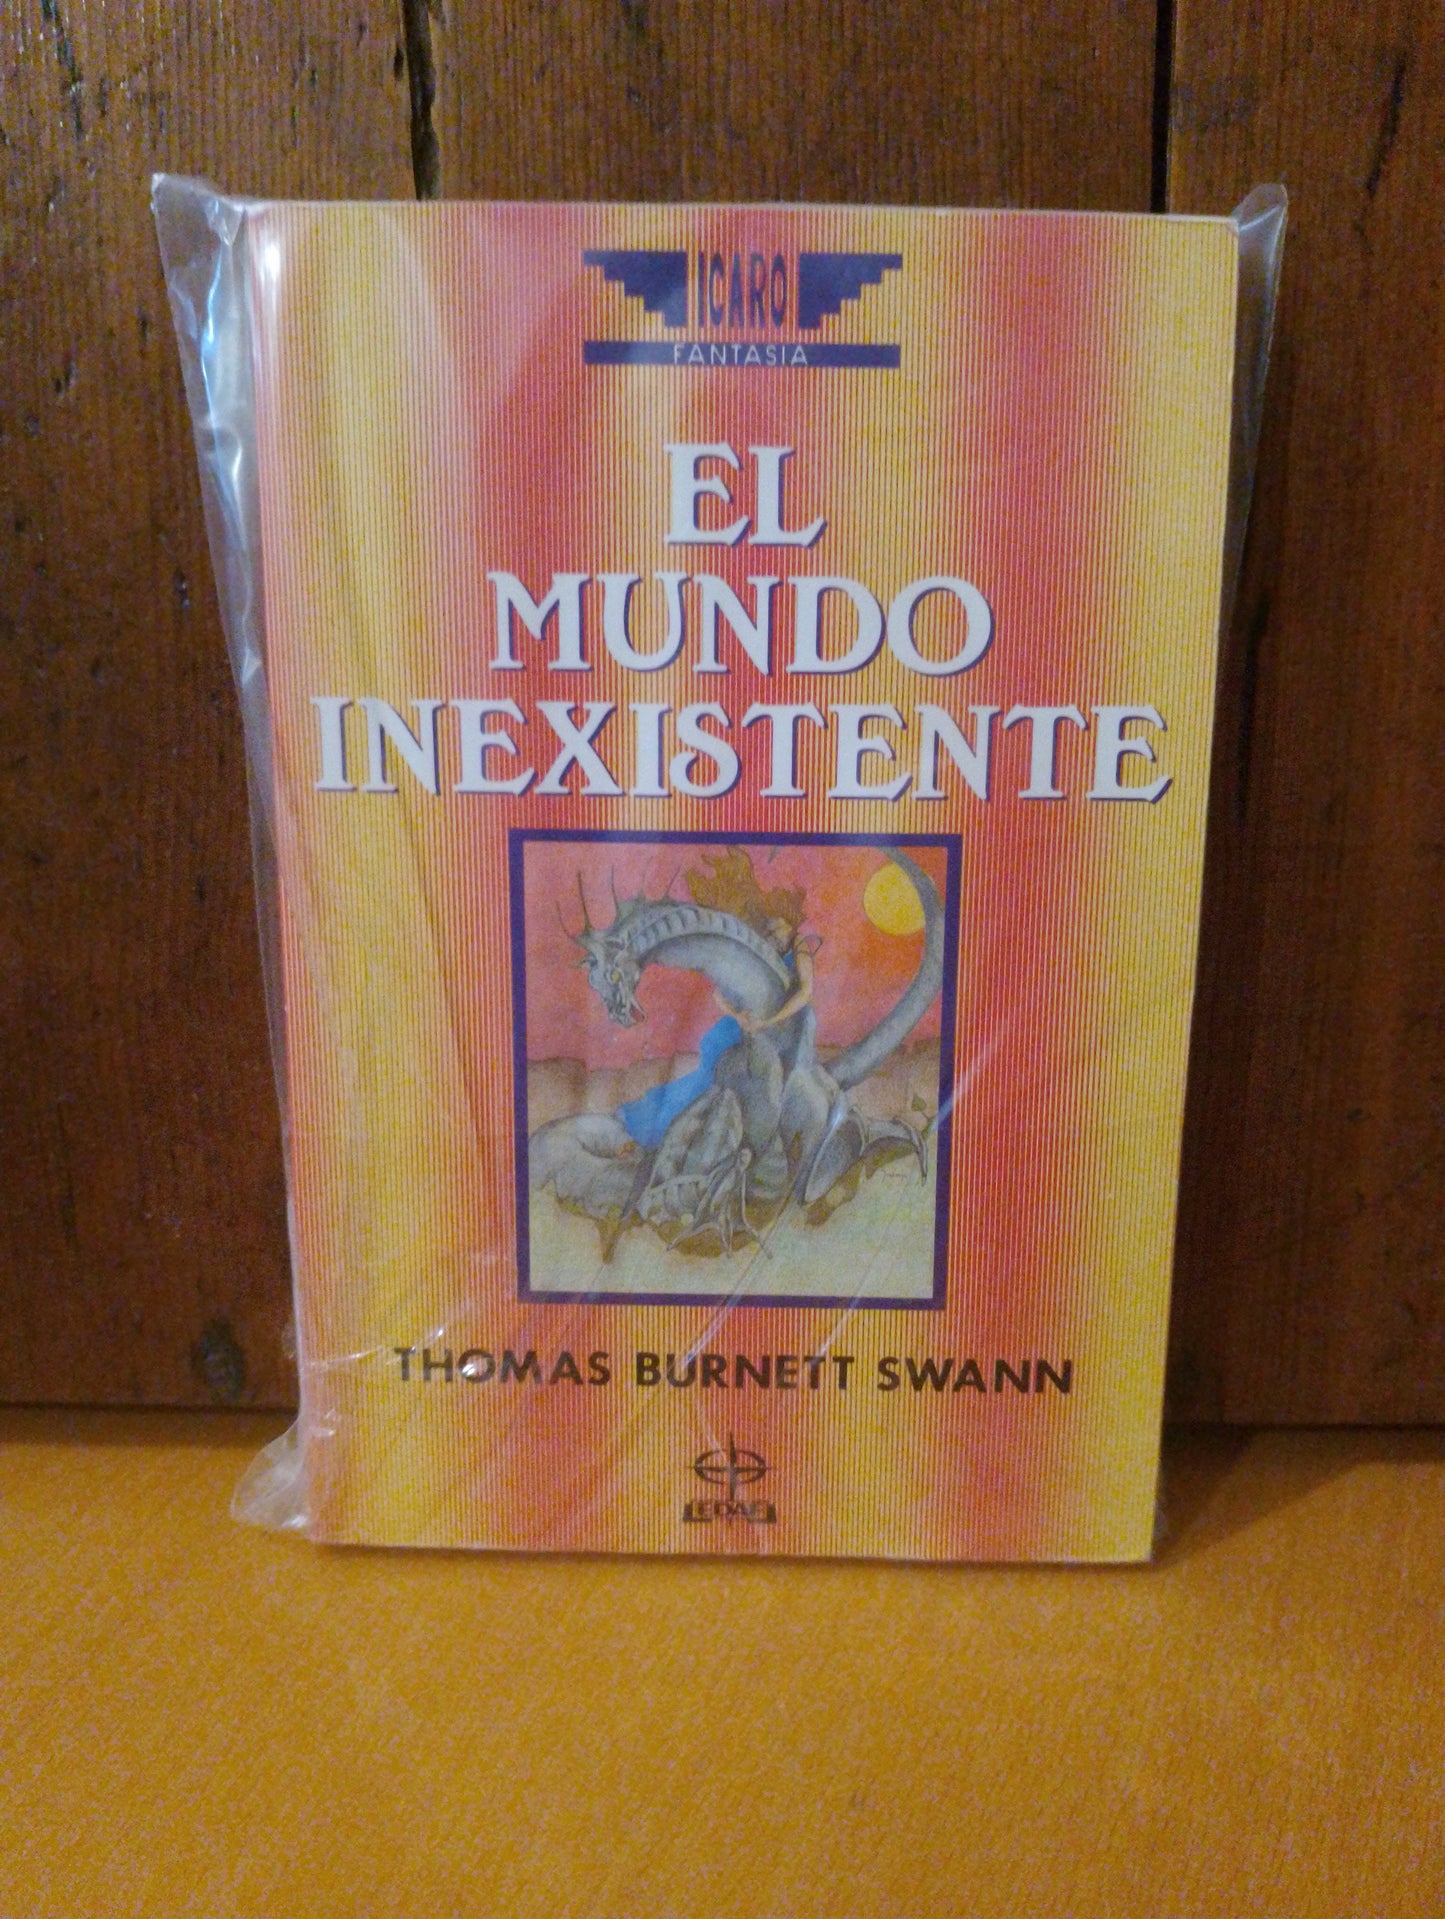 ICARO
FANTASIA
EL
MUNDO
INEXISTENTE
THOMAS BURNETT SWANN
EDAF